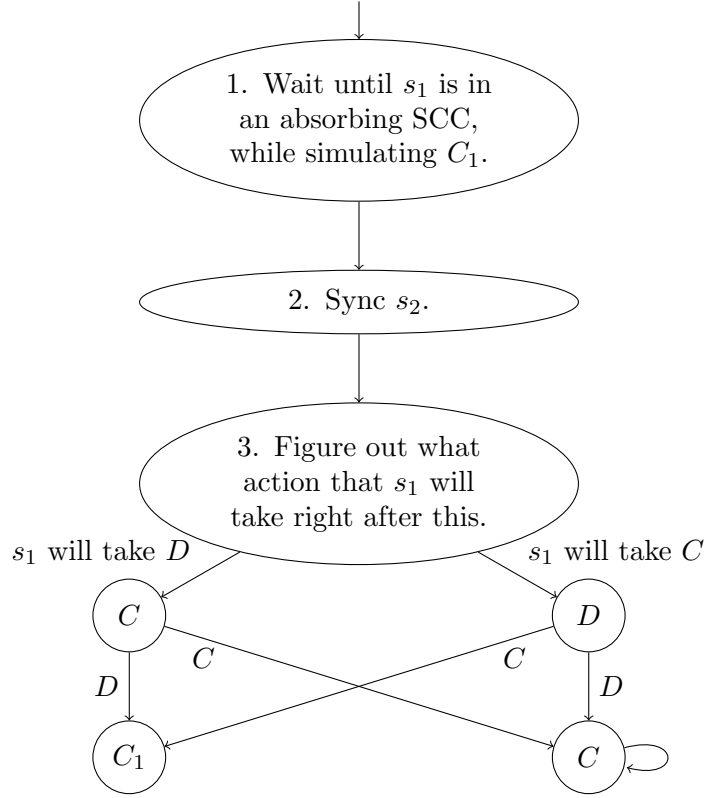 1. Wait until s₁ is in
an absorbing SCC,
while simulating C₁.
2. Sync s₂.
3. Figure out what
action that s₁ will
take right after this.
s₁ will take D
s₁ will take C
C
D
C
C
D
D
C₁
C